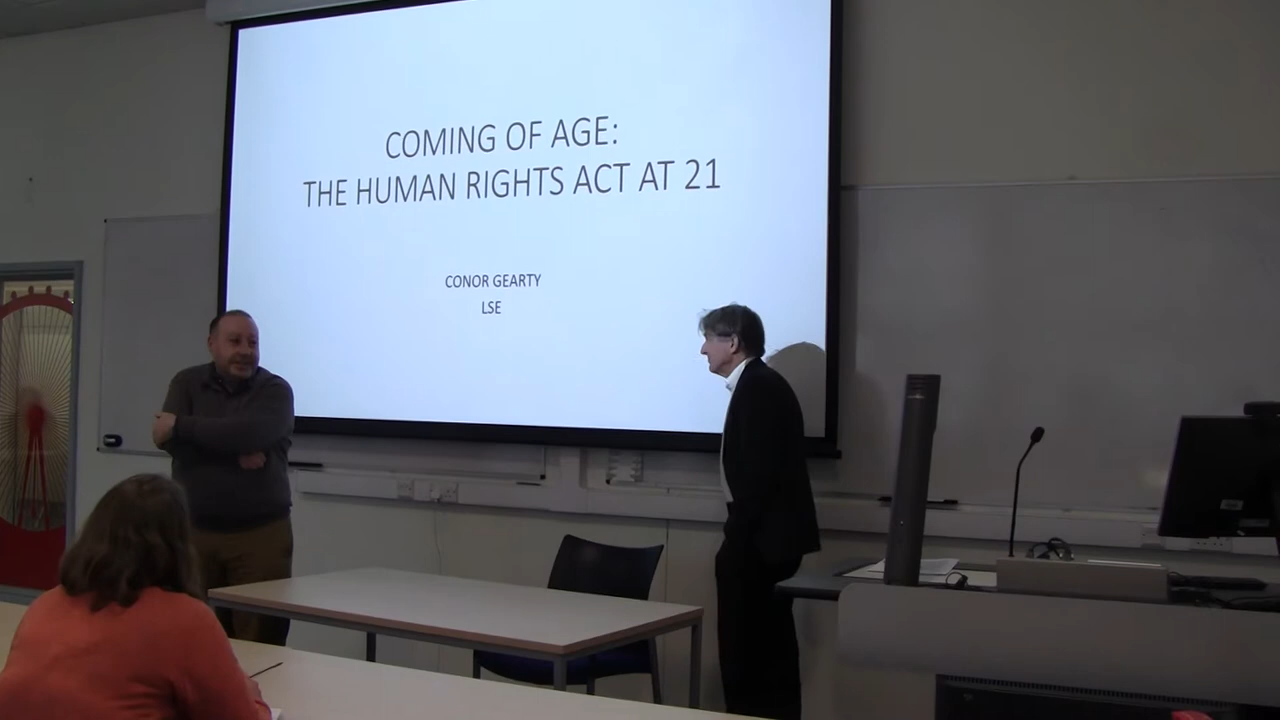 COMING OF AGE:
THE HUMAN RIGHTS ACT AT 21
CONOR GEARTY
LSE